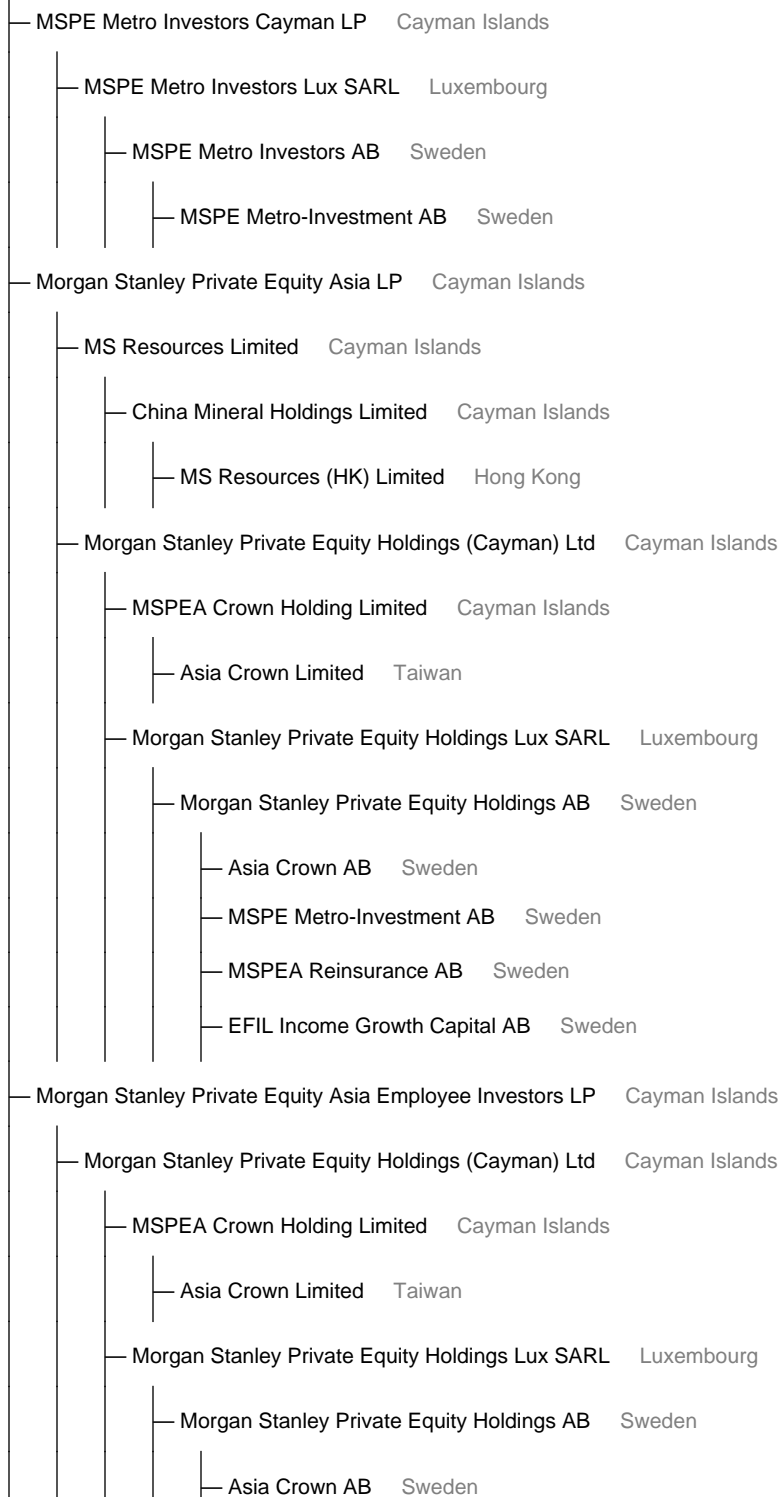 MSPE Metro Investors Cayman LP Cayman Islands
MSPE Metro Investors Lux SARL Luxembourg
MSPE Metro Investors AB Sweden
MSPE Metro-Investment AB Sweden
Morgan Stanley Private Equity Asia LP Cayman Islands
MS Resources Limited Cayman Islands
China Mineral Holdings Limited Cayman Islands
MS Resources (HK) Limited Hong Kong
Morgan Stanley Private Equity Holdings (Cayman) Ltd Cayman Islands
MSPEA Crown Holding Limited Cayman Islands
Asia Crown Limited Taiwan
Morgan Stanley Private Equity Holdings Lux SARL Luxembourg
Morgan Stanley Private Equity Holdings AB Sweden
Asia Crown AB Sweden
MSPE Metro-Investment AB Sweden
MSPEA Reinsurance AB Sweden
EFIL Income Growth Capital AB Sweden
Morgan Stanley Private Equity Asia Employee Investors LP Cayman Islands
Morgan Stanley Private Equity Holdings (Cayman) Ltd Cayman Islands
MSPEA Crown Holding Limited Cayman Islands
Asia Crown Limited Taiwan
Morgan Stanley Private Equity Holdings Lux SARL Luxembourg
Morgan Stanley Private Equity Holdings AB Sweden
Asia Crown AB Sweden